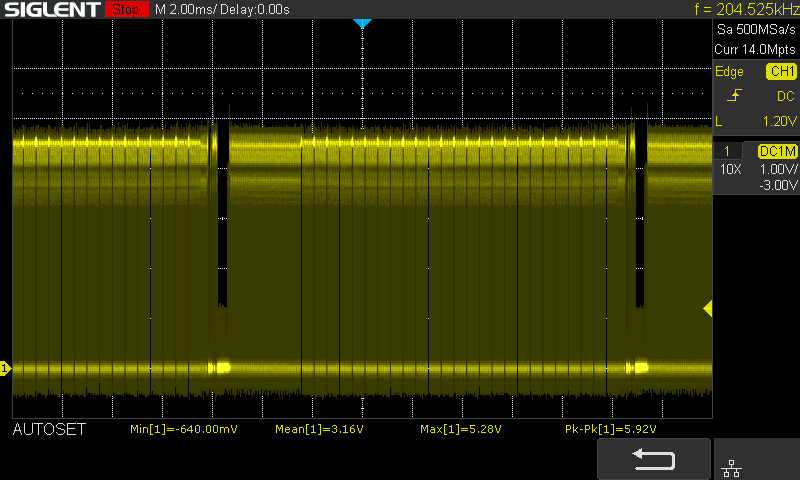 SIGLENT Stop M 2.00ms/ Delay:0.00s f = 204.525kHz
Sa 500MSa/s
Curr 14.0Mpts
Edge CH1
DC
L 1.20V
1 DC1M
10X 1.00V/
-3.00V
1
AUTOSET Min[1]=-640.00mV Mean[1]=3.16V Max[1]=5.28V Pk-Pk[1]=5.92V